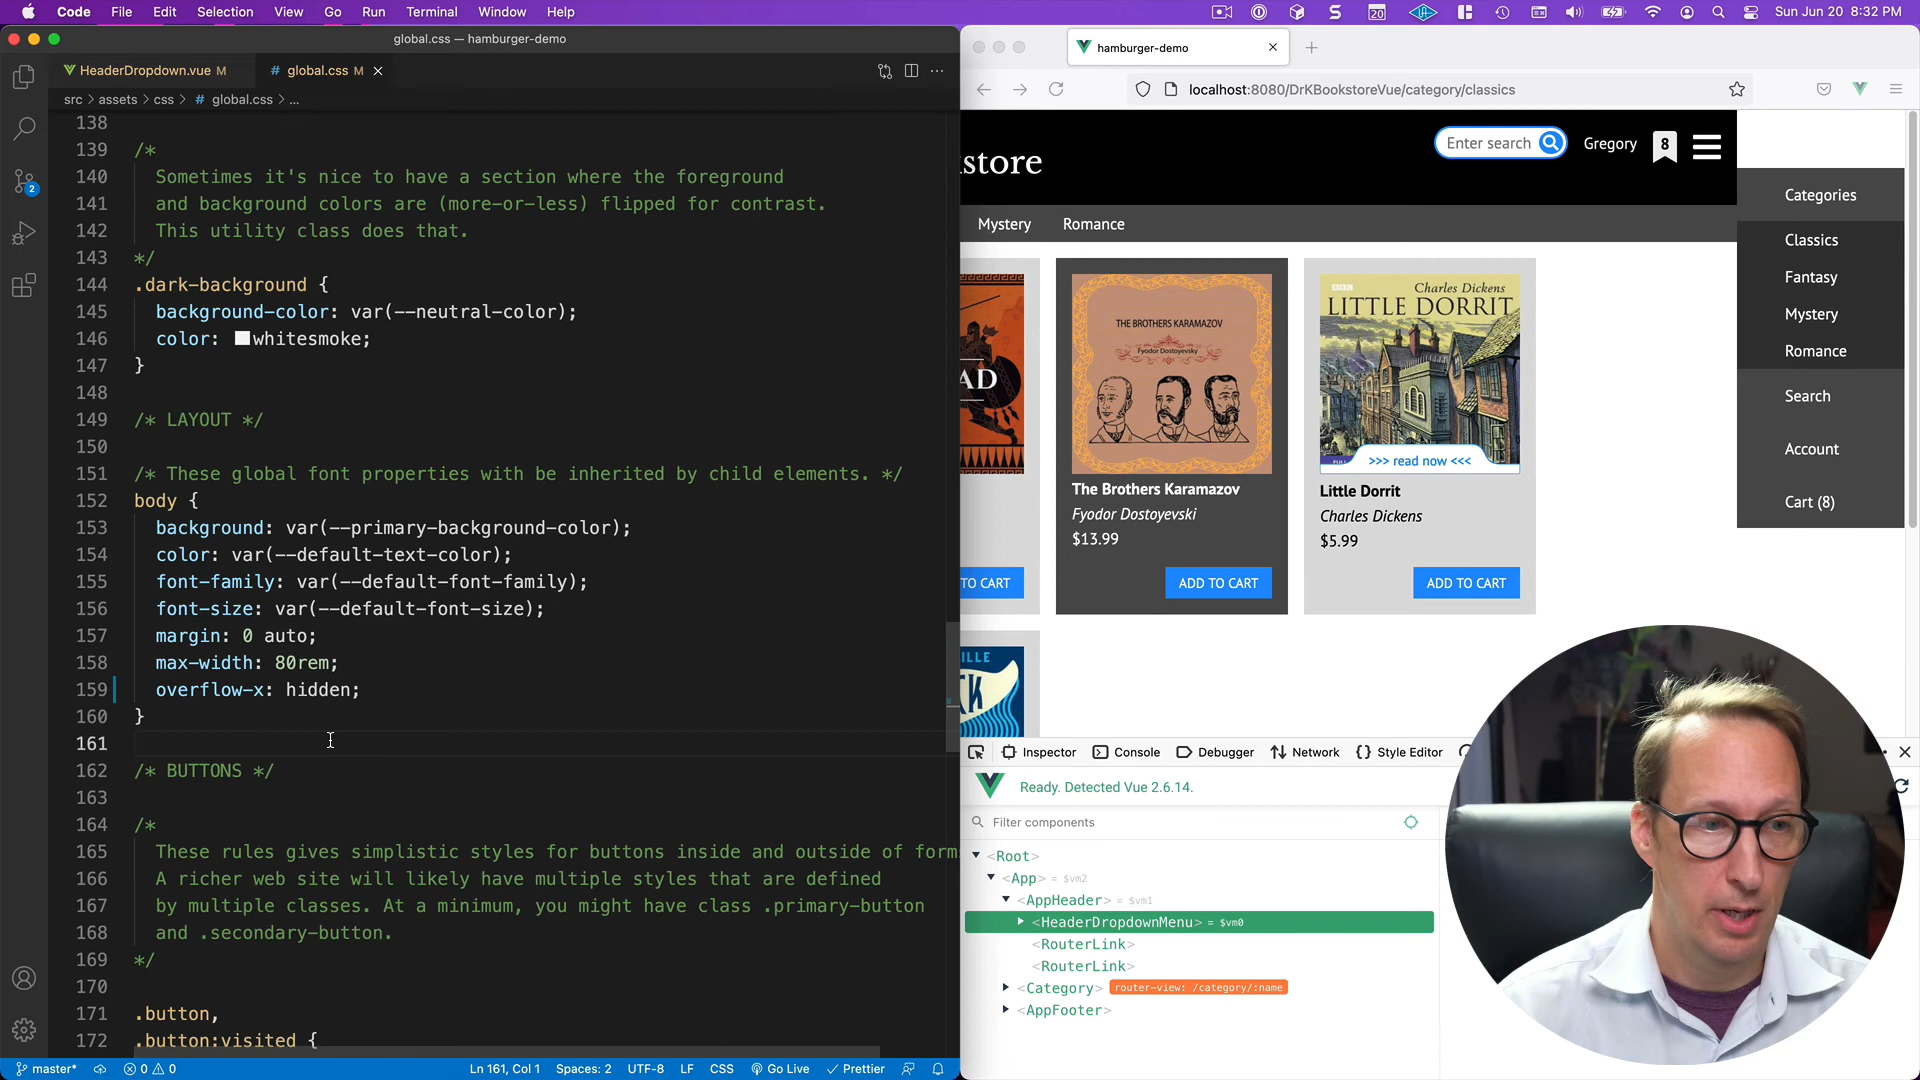 Code File Edit Selection View Go Run Terminal Window Help
20
Sun Jun 20 8:32 PM
global.css — hamburger-demo
HeaderDropdown.vue M
# global.css M
src > assets > css > # global.css > ...
138
139 /*
140 Sometimes it's nice to have a section where the foreground
141 and background colors are (more-or-less) flipped for contrast.
142 This utility class does that.
143 */
144 .dark-background {
145 background-color: var(--neutral-color);
146 color: whitesmoke;
147 }
148
149 /* LAYOUT */
150
151 /* These global font properties with be inherited by child elements. */
152 body {
153 background: var(--primary-background-color);
154 color: var(--default-text-color);
155 font-family: var(--default-font-family);
156 font-size: var(--default-font-size);
157 margin: 0 auto;
158 max-width: 80rem;
159 overflow-x: hidden;
160 }
161
162 /* BUTTONS */
163
164 /*
165 These rules gives simplistic styles for buttons inside and outside of form
166 A richer web site will likely have multiple styles that are defined
167 by multiple classes. At a minimum, you might have class .primary-button
168 and .secondary-button.
169 */
170
171 .button,
172 .button:visited {
2
master* 0 0 Ln 161, Col 1 Spaces: 2 UTF-8 LF CSS Go Live Prettier
hamburger-demo
localhost:8080/DrKBookstoreVue/category/classics
store
Enter search
Gregory
8
Mystery Romance
Categories
Classics
Fantasy
Mystery
Romance
Search
Account
Cart (8)
AD
TO CART
THE BROTHERS KARAMAZOV
Fyodor Dostoyevsky
The Brothers Karamazov
Fyodor Dostoyevski
$13.99
ADD TO CART
BBC
Charles Dickens
LITTLE DORRIT
>>> read now <<<
Little Dorrit
Charles Dickens
$5.99
ADD TO CART
VILLE
CK
Inspector Console Debugger Network {} Style Editor
Ready. Detected Vue 2.6.14.
Filter components
<Root>
<App> = $vm2
<AppHeader> = $vm1
<HeaderDropdownMenu> = $vm0
<RouterLink>
<RouterLink>
<Category> router-view: /category/:name
<AppFooter>